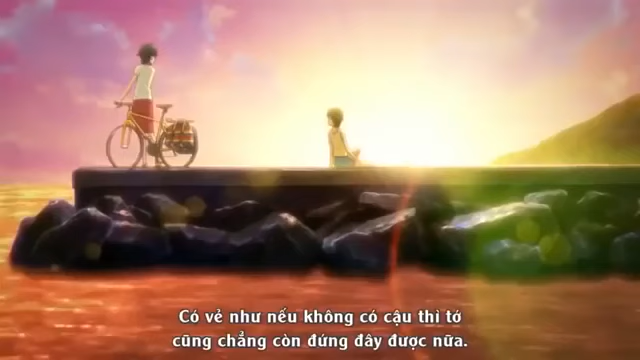 Có vẻ như nếu không có cậu thì tớ
cũng chẳng còn đứng đây được nữa.